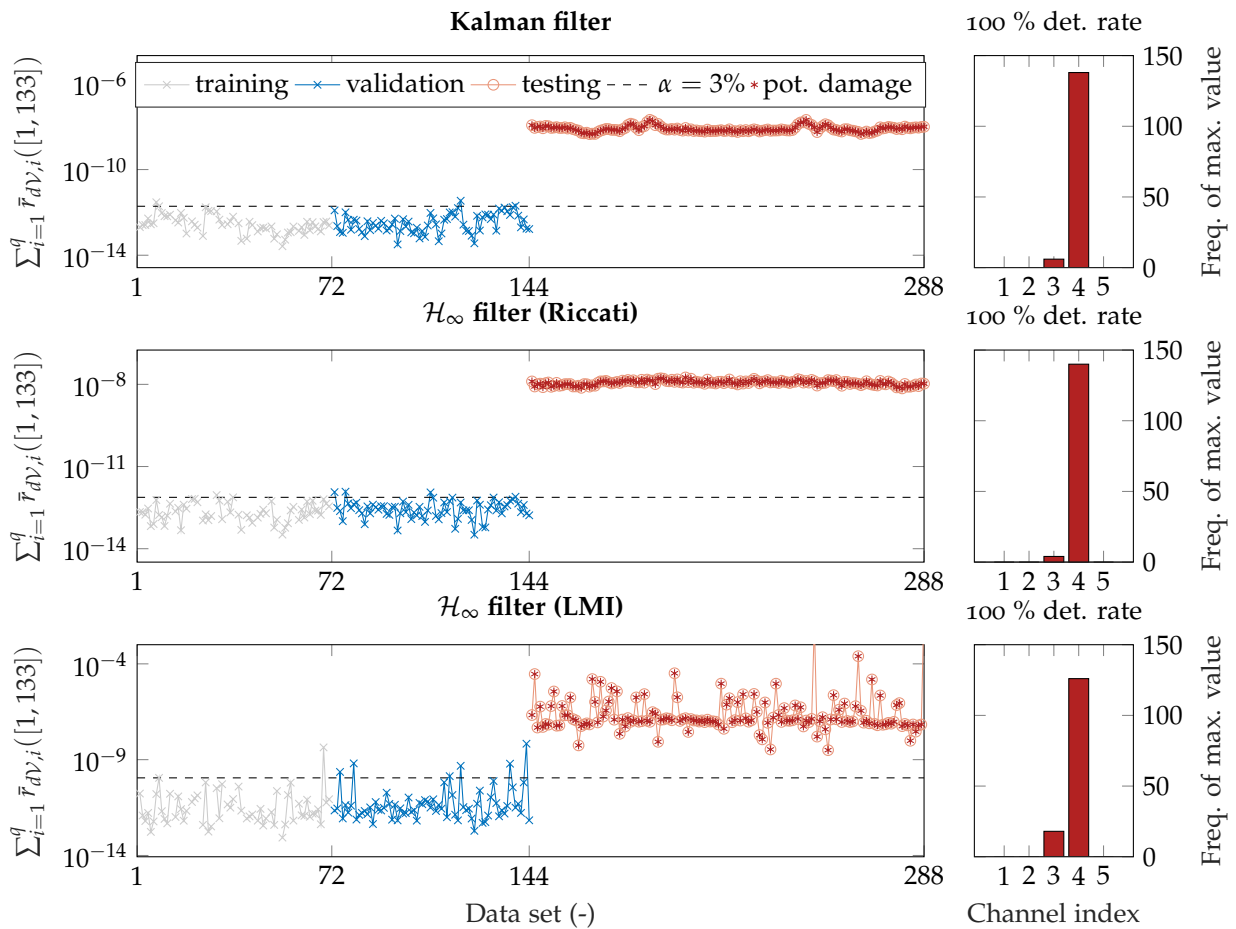 Kalman filter
100 % det. rate
training validation testing α = 3% pot. damage
10⁻⁶
10⁻¹⁰
10⁻¹⁴
∑ᵢ₌₁^q r̄_d𝒱,i([1, 133])
1 72 144 288
150
100
50
0
Freq. of max. value
1 2 3 4 5
ℋ∞ filter (Riccati)
100 % det. rate
10⁻⁸
10⁻¹¹
10⁻¹⁴
∑ᵢ₌₁^q r̄_d𝒱,i([1, 133])
1 72 144 288
150
100
50
0
Freq. of max. value
1 2 3 4 5
ℋ∞ filter (LMI)
100 % det. rate
10⁻⁴
10⁻⁹
10⁻¹⁴
∑ᵢ₌₁^q r̄_d𝒱,i([1, 133])
1 72 144 288
150
100
50
0
Freq. of max. value
1 2 3 4 5
Data set (-)
Channel index